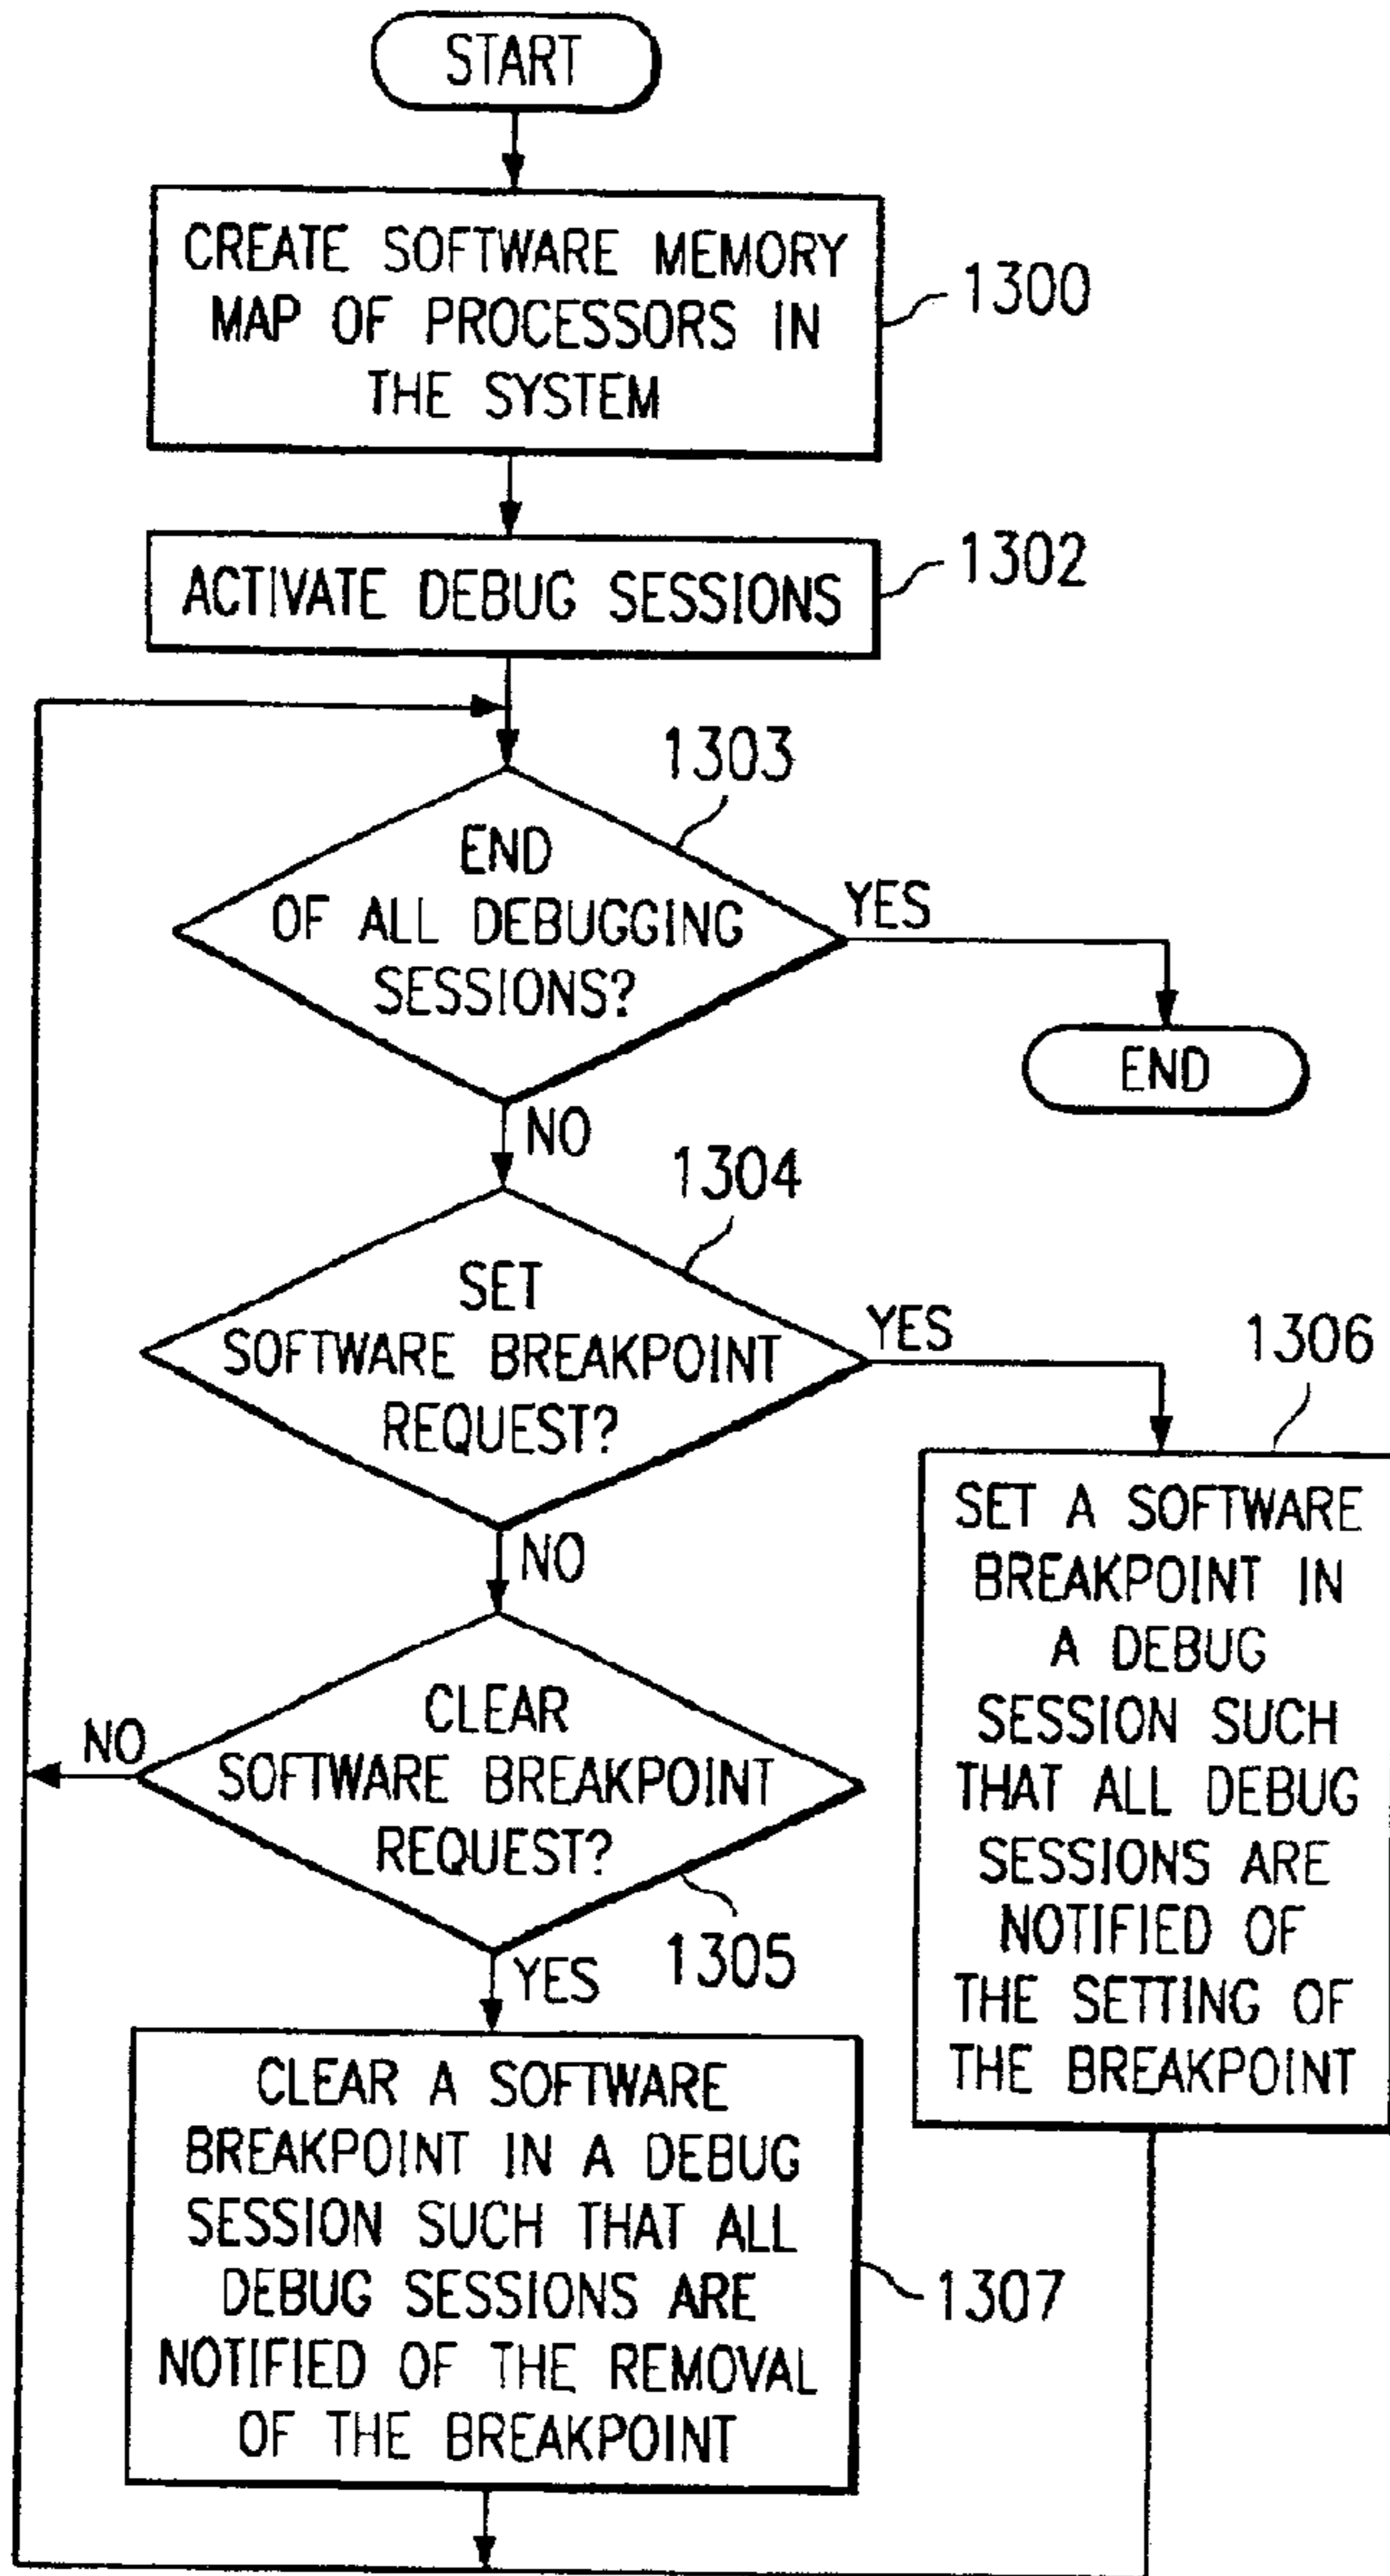 START
CREATE SOFTWARE MEMORY
MAP OF PROCESSORS IN
THE SYSTEM
1300
ACTIVATE DEBUG SESSIONS
1302
1303
END
OF ALL DEBUGGING
SESSIONS?
YES
END
NO
1304
SET
SOFTWARE BREAKPOINT
REQUEST?
YES
1306
SET A SOFTWARE
BREAKPOINT IN
A DEBUG
SESSION SUCH
THAT ALL DEBUG
SESSIONS ARE
NOTIFIED OF
THE SETTING OF
THE BREAKPOINT
NO
CLEAR
SOFTWARE BREAKPOINT
REQUEST?
NO
1305
YES
CLEAR A SOFTWARE
BREAKPOINT IN A DEBUG
SESSION SUCH THAT ALL
DEBUG SESSIONS ARE
NOTIFIED OF THE REMOVAL
OF THE BREAKPOINT
1307